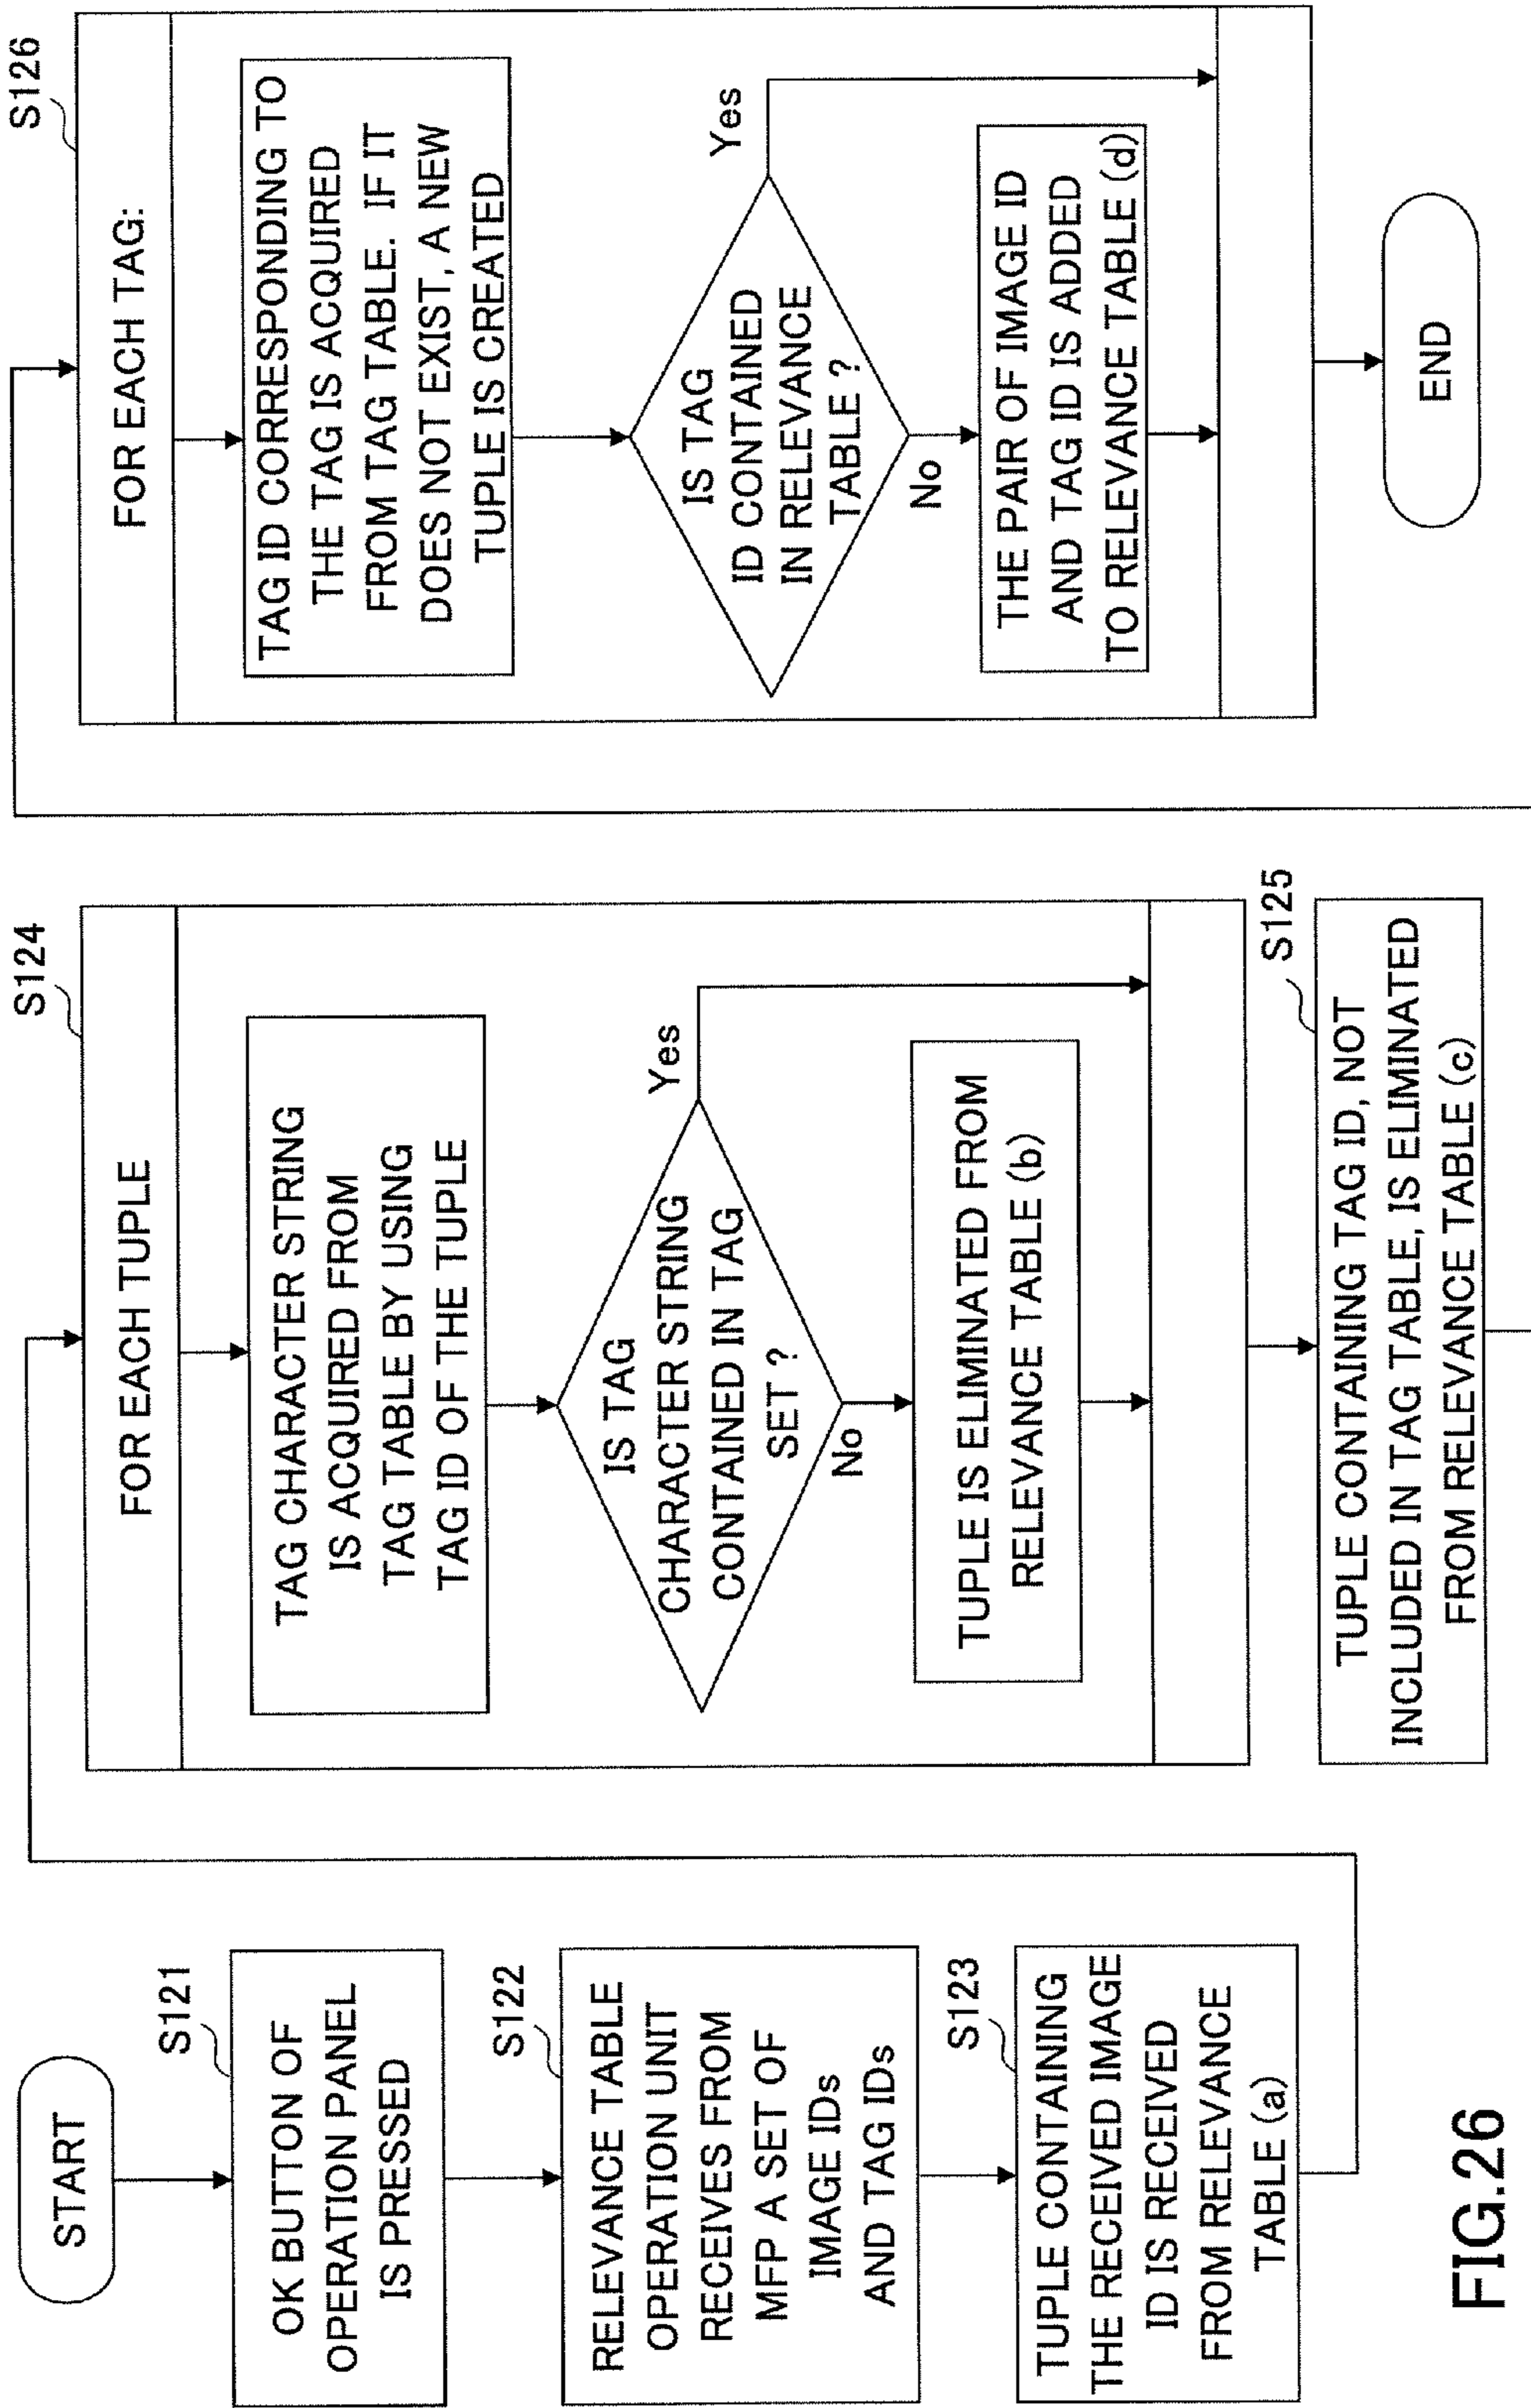 START
S121
OK BUTTON OF
OPERATION PANEL
IS PRESSED
S122
RELEVANCE TABLE
OPERATION UNIT
RECEIVES FROM
MFP A SET OF
IMAGE IDs
AND TAG IDs
S123
TUPLE CONTAINING
THE RECEIVED IMAGE
ID IS RECEIVED
FROM RELEVANCE
TABLE (a)
S124
FOR EACH TUPLE
TAG CHARACTER STRING
IS ACQUIRED FROM
TAG TABLE BY USING
TAG ID OF THE TUPLE
IS TAG
CHARACTER STRING
CONTAINED IN TAG
SET ?
Yes
No
TUPLE IS ELIMINATED FROM
RELEVANCE TABLE (b)
S125
TUPLE CONTAINING TAG ID, NOT
INCLUDED IN TAG TABLE, IS ELIMINATED
FROM RELEVANCE TABLE (c)
S126
FOR EACH TAG:
TAG ID CORRESPONDING TO
THE TAG IS ACQUIRED
FROM TAG TABLE. IF IT
DOES NOT EXIST, A NEW
TUPLE IS CREATED
IS TAG
ID CONTAINED
IN RELEVANCE
TABLE ?
Yes
No
THE PAIR OF IMAGE ID
AND TAG ID IS ADDED
TO RELEVANCE TABLE (d)
END
FIG.26